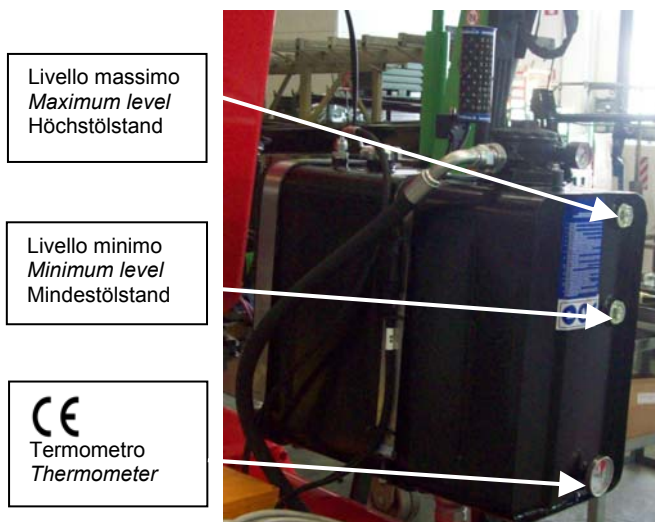 Livello massimo
Maximum level
Höchstölstand
Livello minimo
Minimum level
Mindestölstand
CE
Termometro
Thermometer